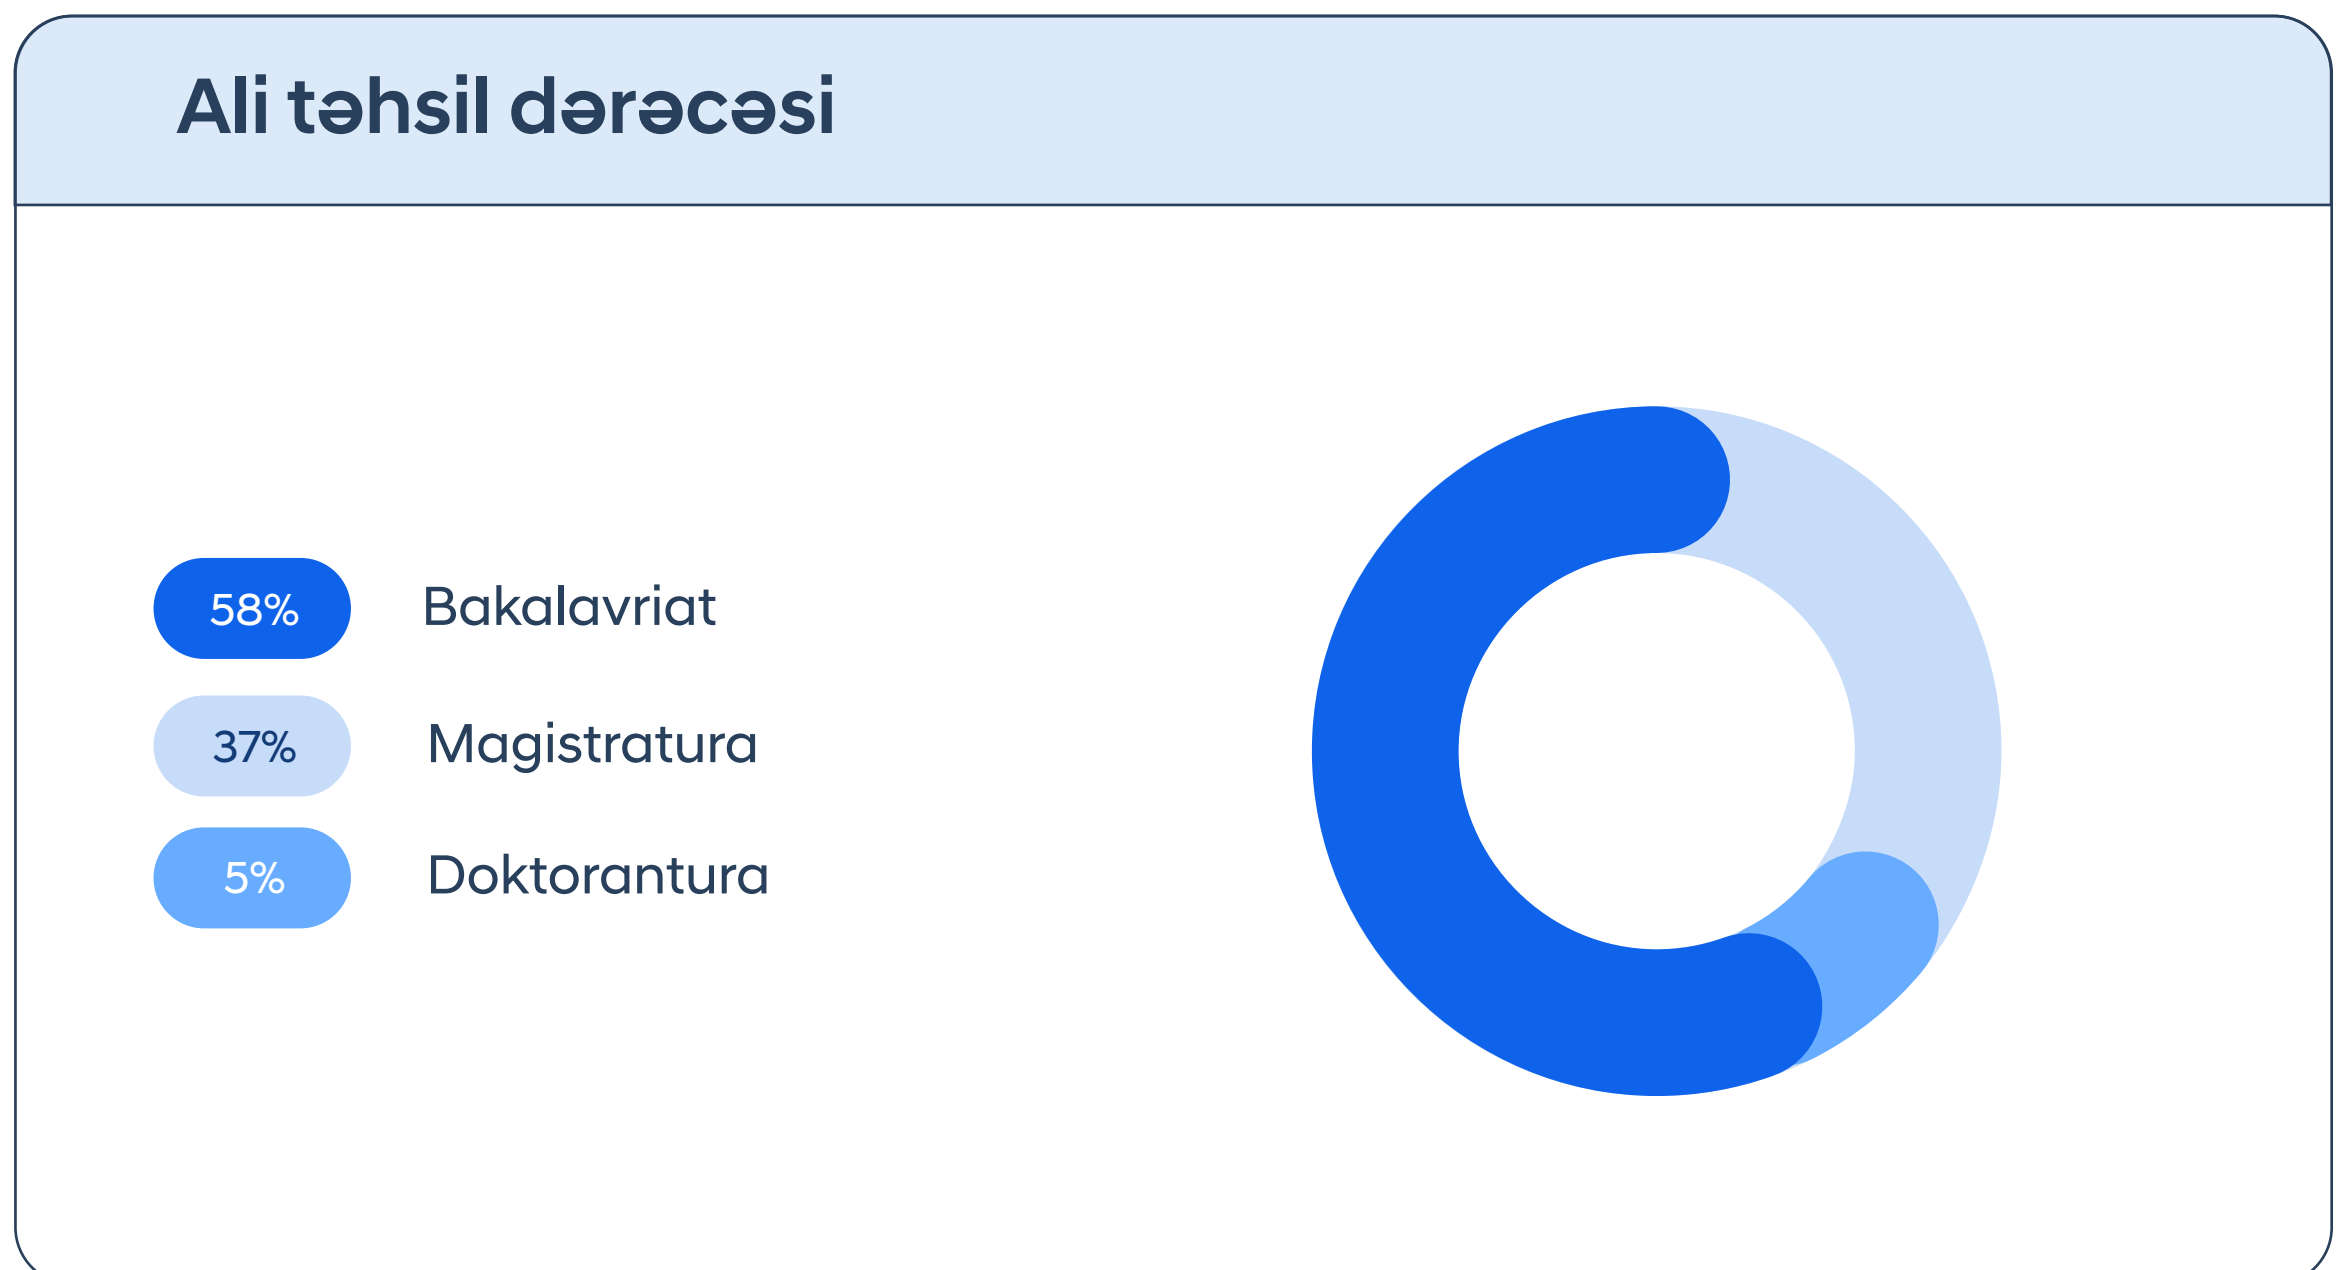 Ali təhsil dərəcəsi
58% Bakalavriat
37% Magistratura
5% Doktorantura